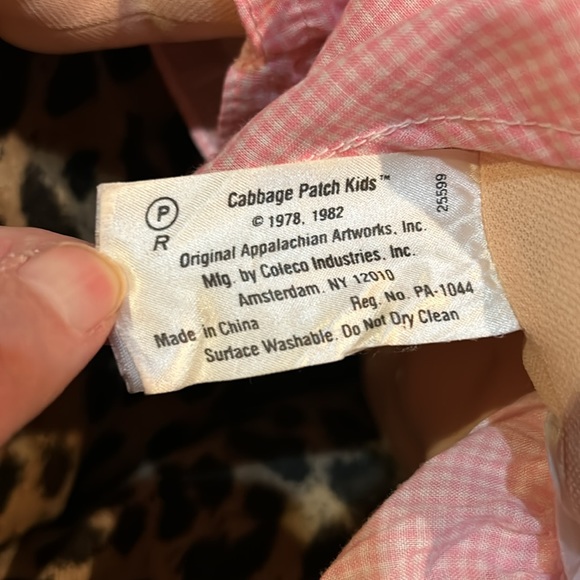 Ⓟ
R
Cabbage Patch Kids™
© 1978, 1982
Original Appalachian Artworks, Inc.
Mfg. by Coleco Industries, Inc.
Amsterdam, NY 12010
Reg. No. PA-1044
Made in China
Surface Washable. Do Not Dry Clean
25599